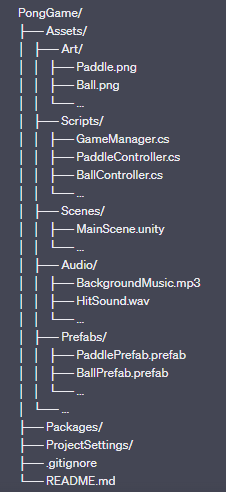 PongGame/
├── Assets/
│   ├── Art/
│   │   ├── Paddle.png
│   │   ├── Ball.png
│   │   └── ...
│   ├── Scripts/
│   │   ├── GameManager.cs
│   │   ├── PaddleController.cs
│   │   ├── BallController.cs
│   │   └── ...
│   ├── Scenes/
│   │   ├── MainScene.unity
│   │   └── ...
│   ├── Audio/
│   │   ├── BackgroundMusic.mp3
│   │   ├── HitSound.wav
│   │   └── ...
│   ├── Prefabs/
│   │   ├── PaddlePrefab.prefab
│   │   ├── BallPrefab.prefab
│   │   └── ...
│   └── ...
├── Packages/
├── ProjectSettings/
├── .gitignore
└── README.md